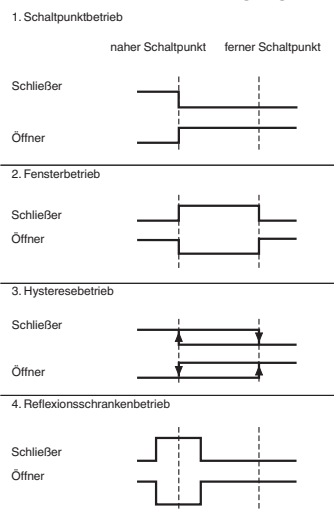 1. Schaltpunktbetrieb
naher Schaltpunkt ferner Schaltpunkt
Schließer
Öffner
2. Fensterbetrieb
Schließer
Öffner
3. Hysteresebetrieb
Schließer
Öffner
4. Reflexionsschrankenbetrieb
Schließer
Öffner